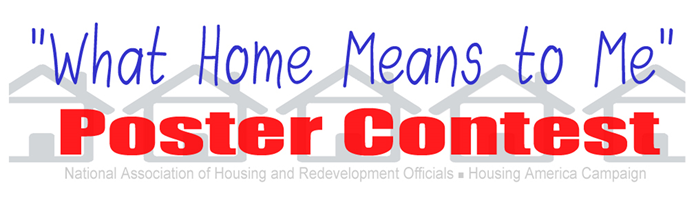 "What Home Means to Me"
Poster Contest
National Association of Housing and Redevelopment Officials ■ Housing America Campaign